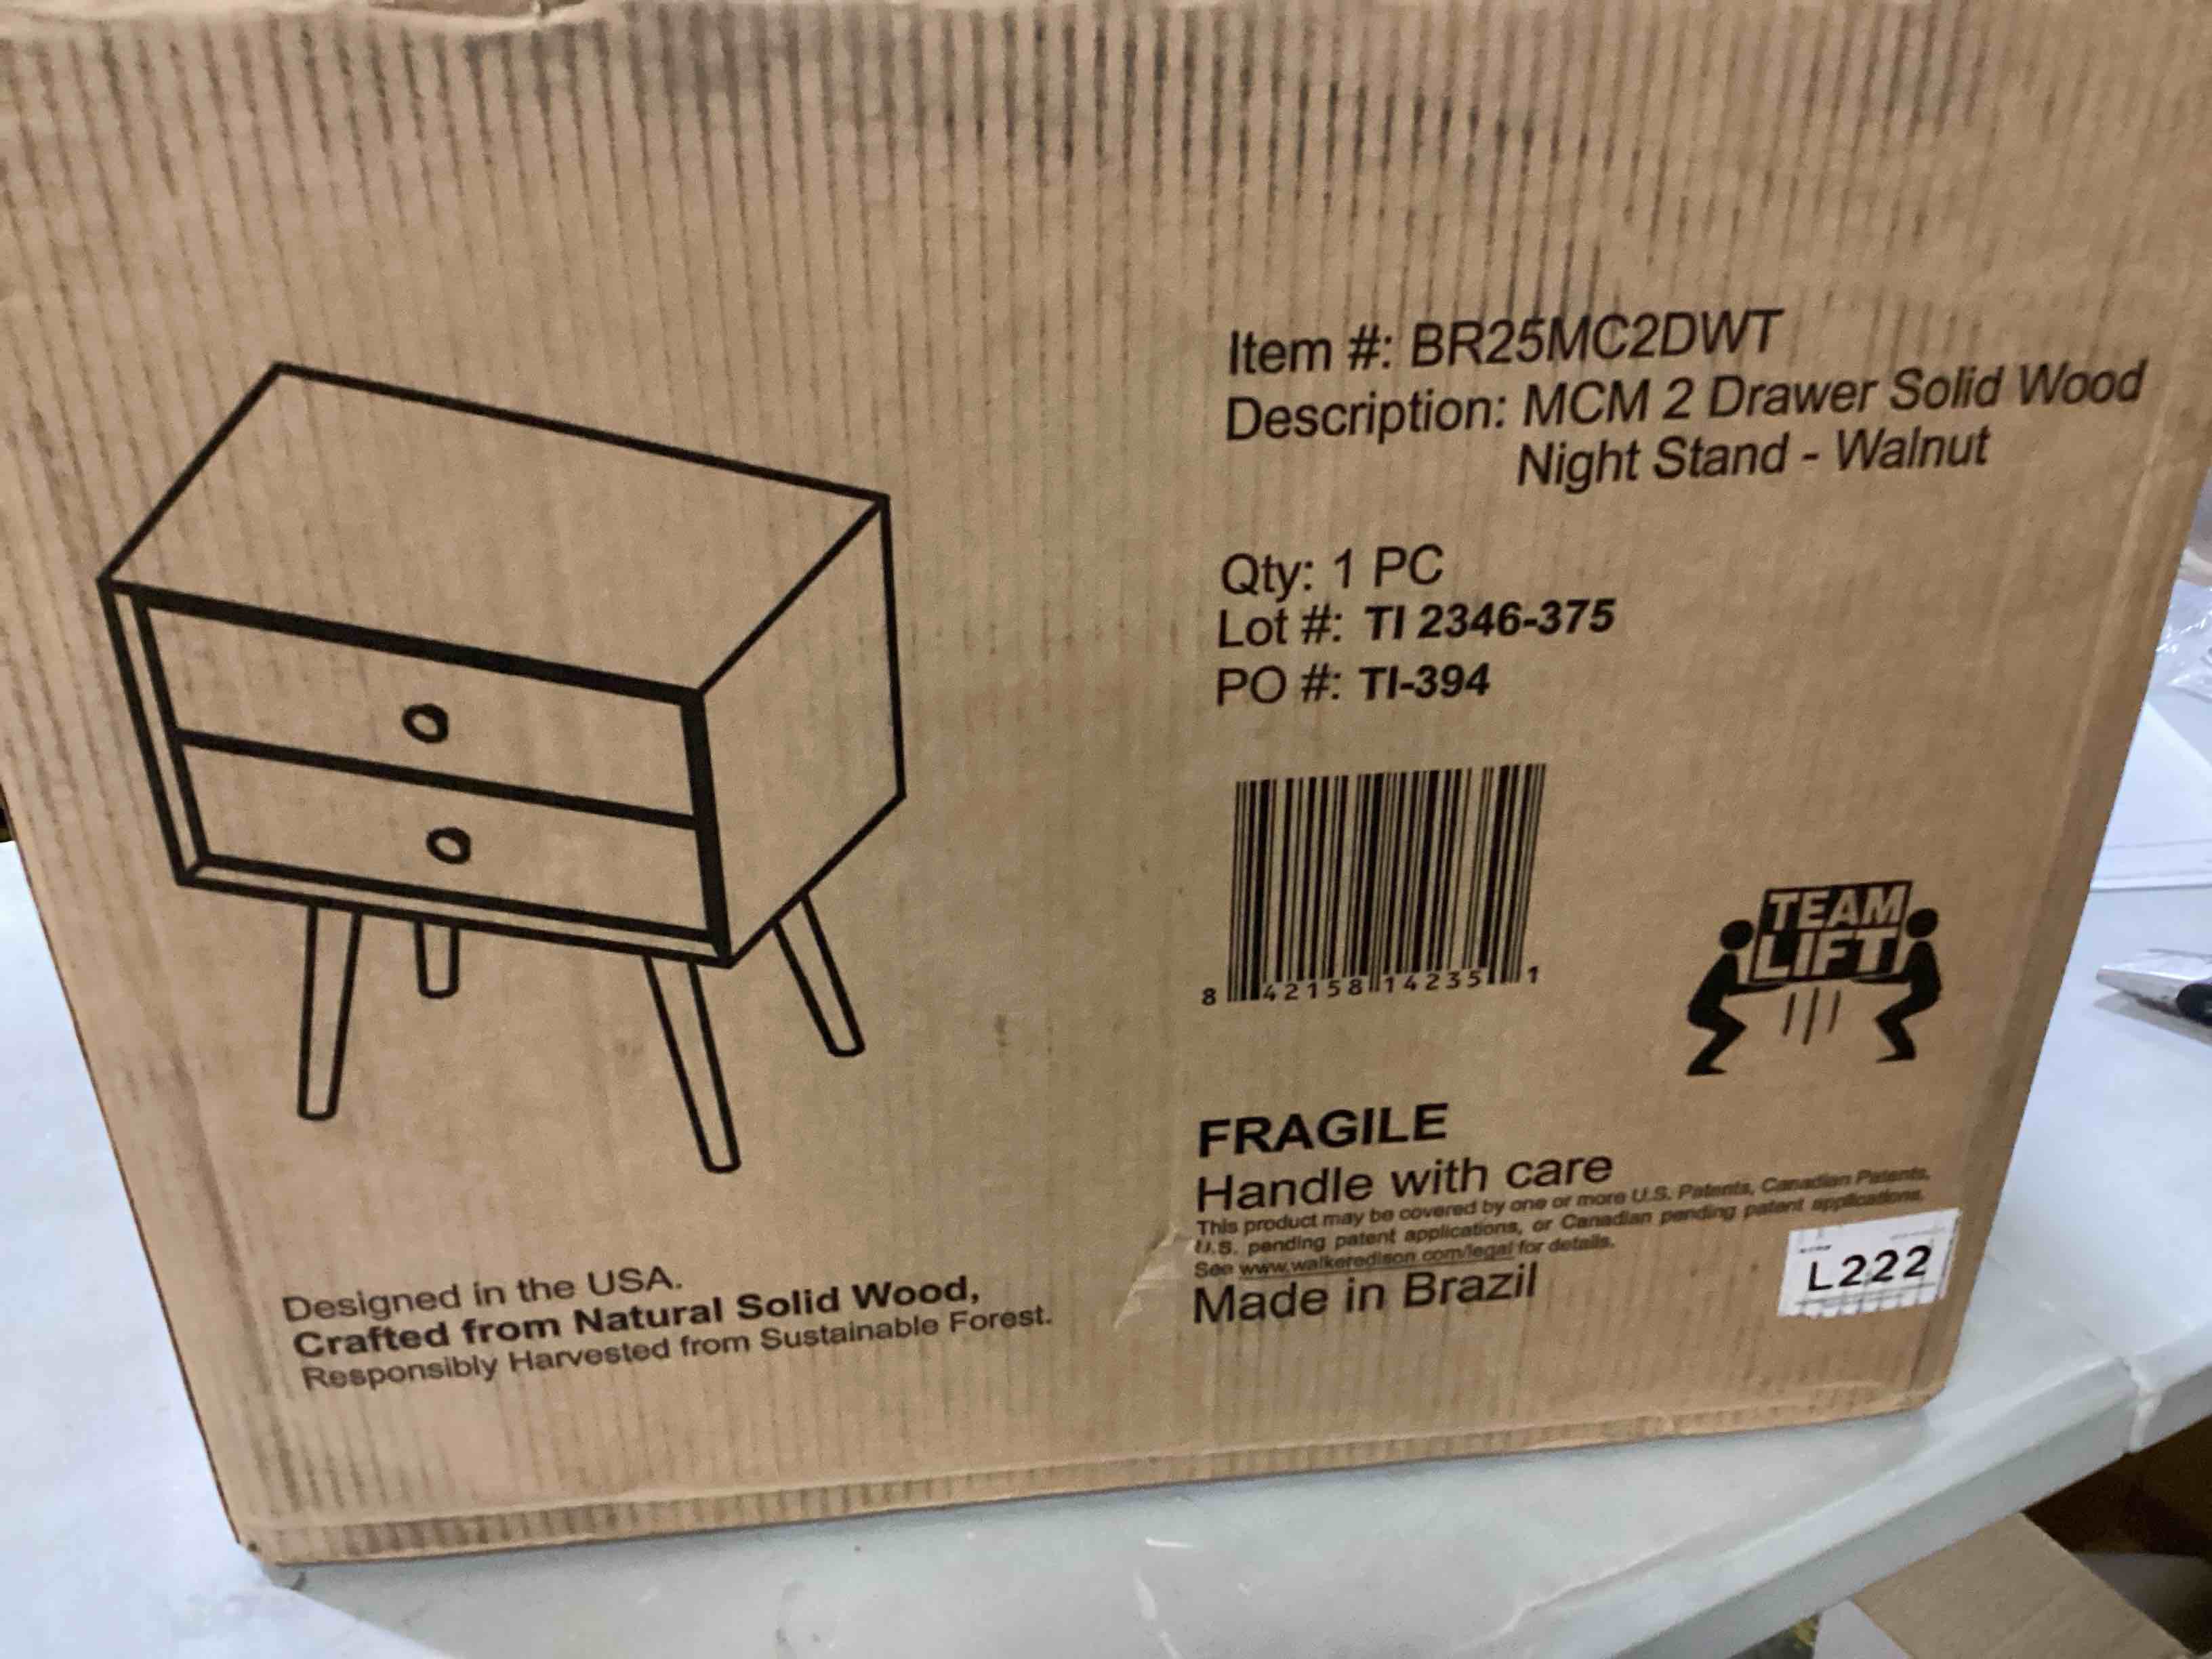 Item #: BR25MC2DWT
Description: MCM 2 Drawer Solid Wood
Night Stand - Walnut
Qty: 1 PC
Lot #: TI 2346-375
PO #: TI-394
8 42158 14235 1
TEAM
LIFT
FRAGILE
Handle with care
This product may be covered by one or more U.S. Patents, Canadian Patents,
U.S. pending patent applications, or Canadian pending patent applications.
See www.walkeredison.com/legal for details.
Made in Brazil
L222
Designed in the USA.
Crafted from Natural Solid Wood,
Responsibly Harvested from Sustainable Forest.